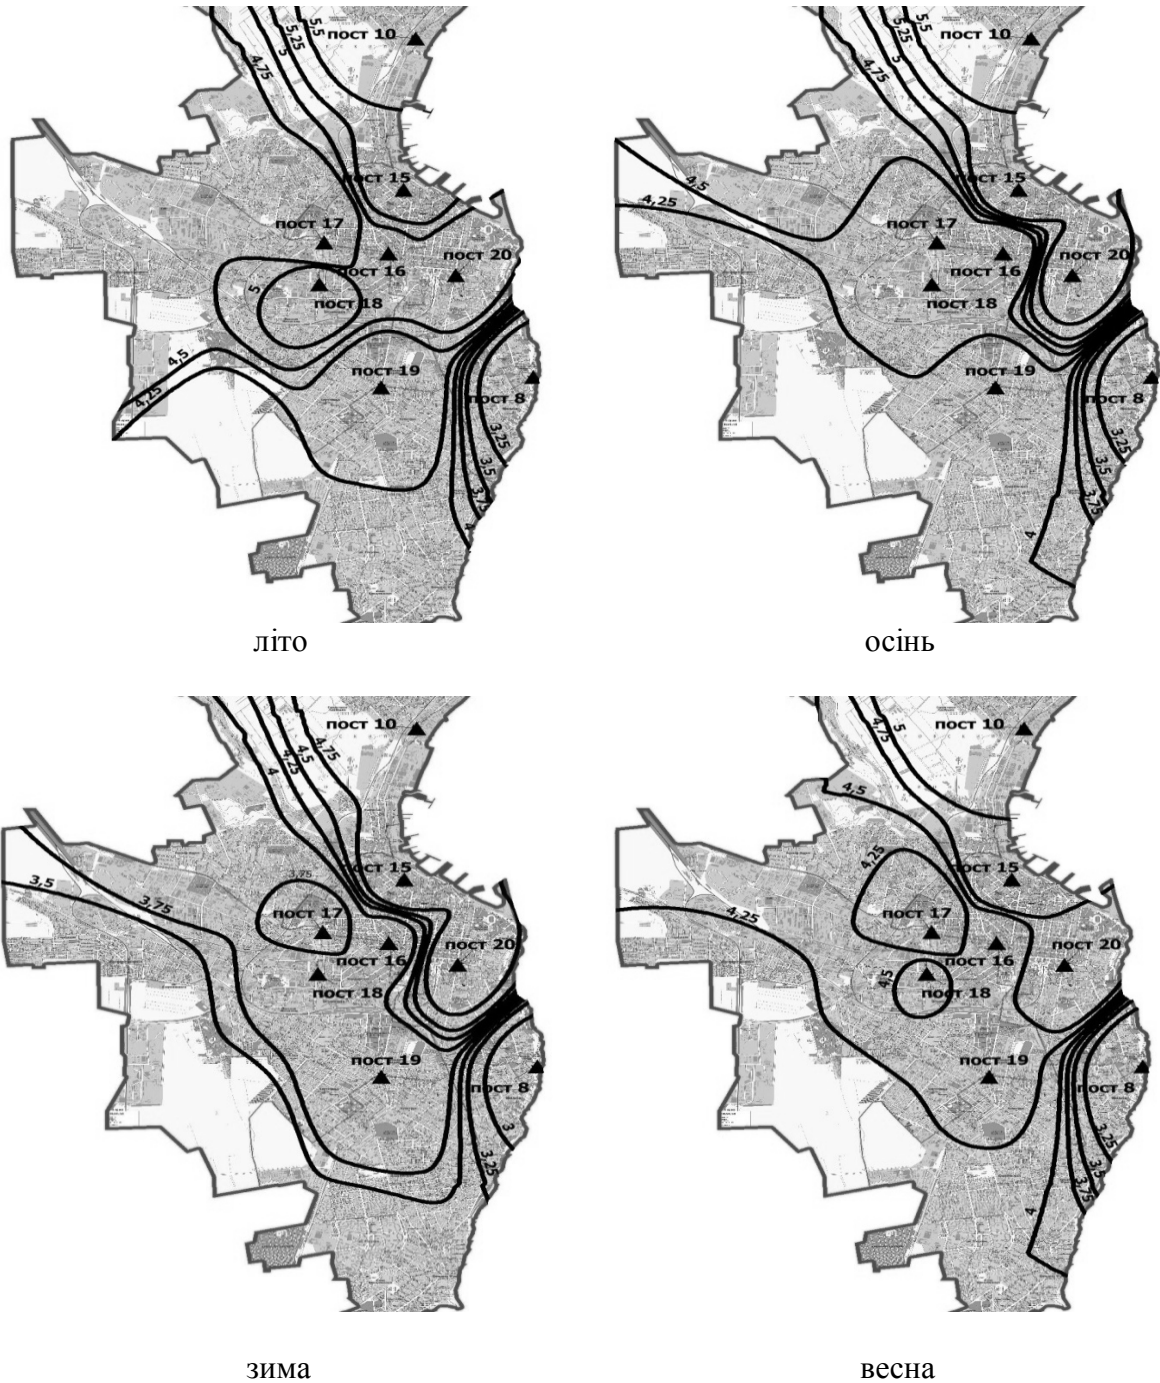 5,5
5,25
5
4,75
пост 10
пост 15
пост 17
пост 16
пост 20
5
пост 18
4,5
4,25
пост 19
пост 8
3,25
3,5
3,75
4
літо
5,5
5,25
5
4,75
пост 10
4,5
4,25
пост 15
пост 17
пост 16
пост 20
пост 18
пост 19
пост 8
3,25
3,5
3,75
4
осінь
4,75
4,5
4,25
4
пост 10
3,5
3,75
3,75
пост 15
пост 17
пост 16
пост 20
пост 18
пост 19
пост 8
3
3,25
зима
5
4,75
4,5
пост 10
4,25
4,25
пост 15
пост 17
пост 16
пост 20
4,5
пост 18
пост 19
пост 8
3,25
3,5
3,75
4
весна